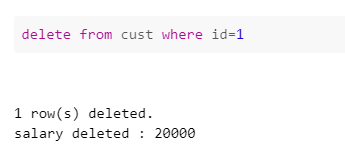 delete from cust where id=1
1 row(s) deleted.
salary deleted : 20000